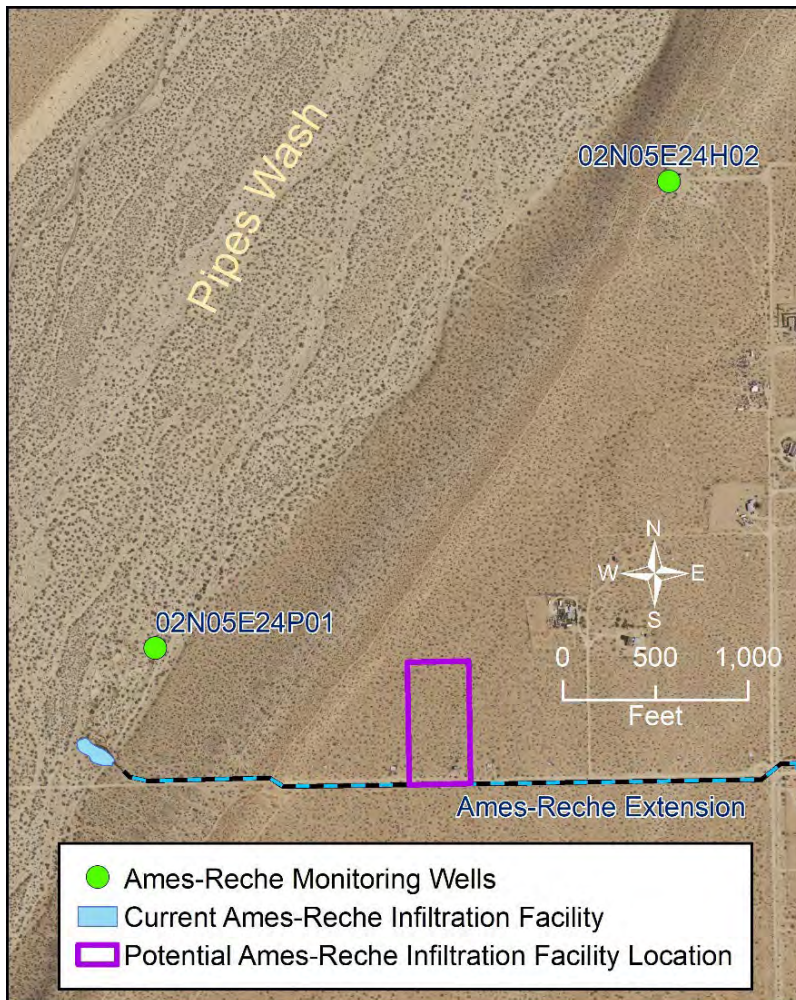 Pipes Wash
02N05E24H02
02N05E24P01
N
W E
S
0 500 1,000
Feet
Ames-Reche Extension
Ames-Reche Monitoring Wells
Current Ames-Reche Infiltration Facility
Potential Ames-Reche Infiltration Facility Location